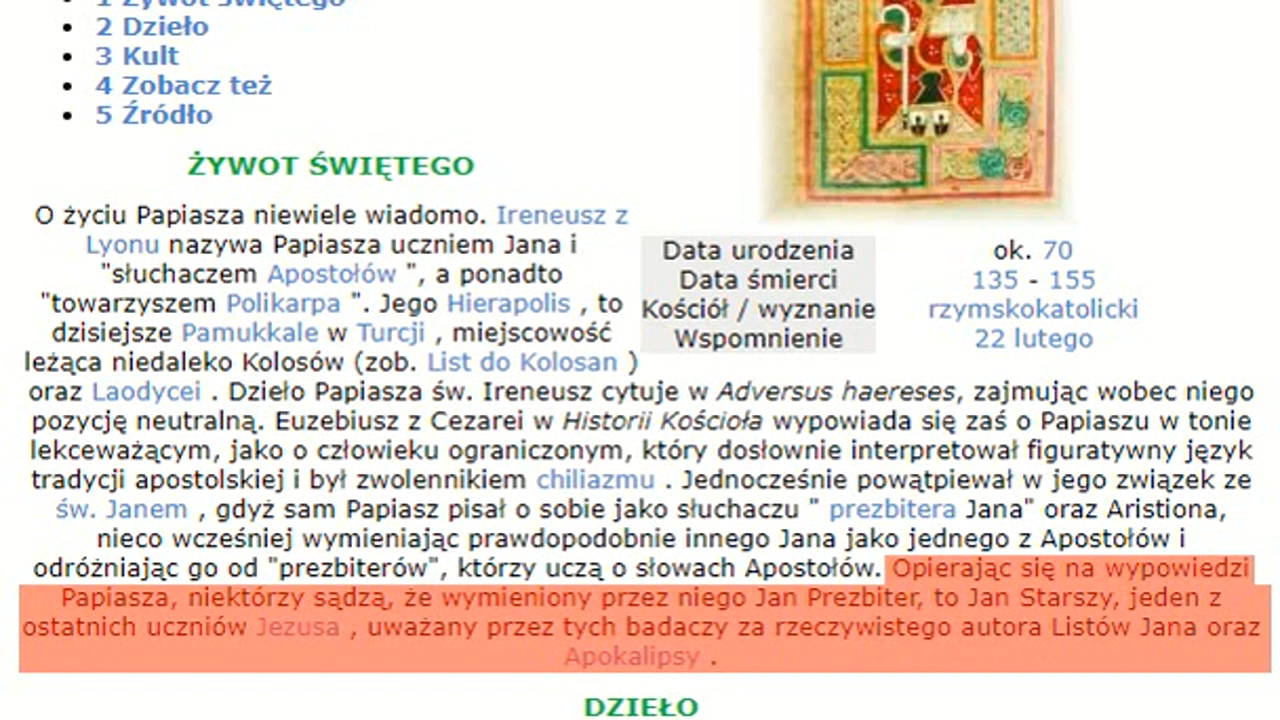 1 Żywot świętego
2 Dzieło
3 Kult
4 Zobacz też
5 Źródło
ŻYWOT ŚWIĘTEGO
O życiu Papiasza niewiele wiadomo. Ireneusz z
Lyonu nazywa Papiasza uczniem Jana i
"słuchaczem Apostołów ", a ponadto
"towarzyszem Polikarpa ". Jego Hierapolis , to
dzisiejsze Pamukkale w Turcji , miejscowość
leżąca niedaleko Kolosów (zob. List do Kolosan )
Data urodzenia ok. 70
Data śmierci 135 - 155
Kościół / wyznanie rzymskokatolicki
Wspomnienie 22 lutego
oraz Laodycei . Dzieło Papiasza św. Ireneusz cytuje w Adversus haereses, zajmując wobec niego
pozycję neutralną. Euzebiusz z Cezarei w Historii Kościoła wypowiada się zaś o Papiaszu w tonie
lekceważącym, jako o człowieku ograniczonym, który dosłownie interpretował figuratywny język
tradycji apostolskiej i był zwolennikiem chiliazmu . Jednocześnie powątpiewał w jego związek ze
św. Janem , gdyż sam Papiasz pisał o sobie jako słuchaczu " prezbitera Jana" oraz Aristiona,
nieco wcześniej wymieniając prawdopodobnie innego Jana jako jednego z Apostołów i
odróżniając go od "prezbiterów", którzy uczą o słowach Apostołów. Opierając się na wypowiedzi
Papiasza, niektórzy sądzą, że wymieniony przez niego Jan Prezbiter, to Jan Starszy, jeden z
ostatnich uczniów Jezusa , uważany przez tych badaczy za rzeczywistego autora Listów Jana oraz
Apokalipsy .
DZIEŁO